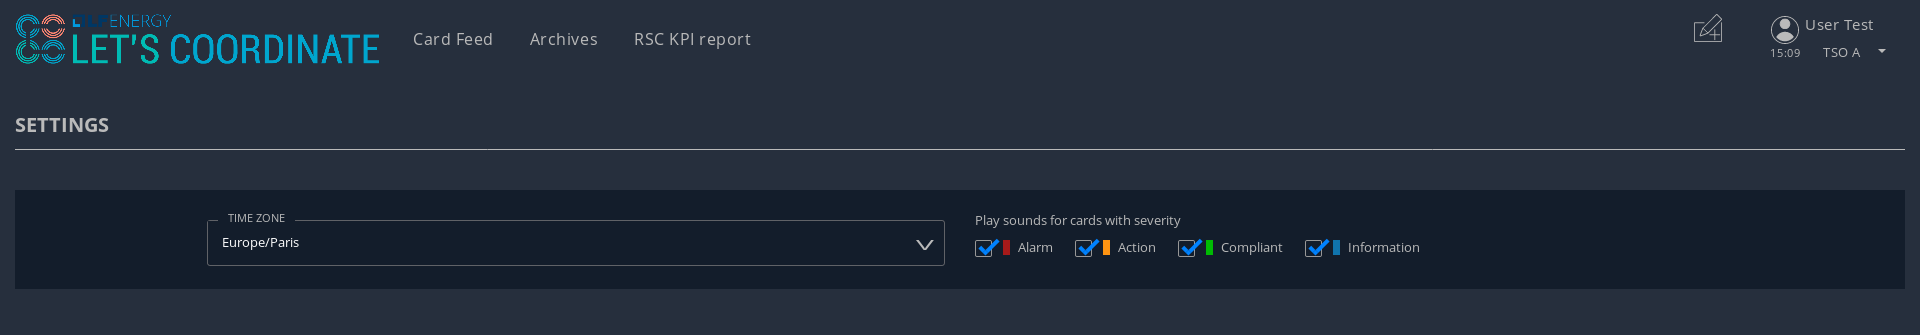 LF ENERGY
LET'S COORDINATE
Card Feed
Archives
RSC KPI report
User Test
15:09
TSO A
SETTINGS
TIME ZONE
Europe/Paris
Play sounds for cards with severity
Alarm
Action
Compliant
Information